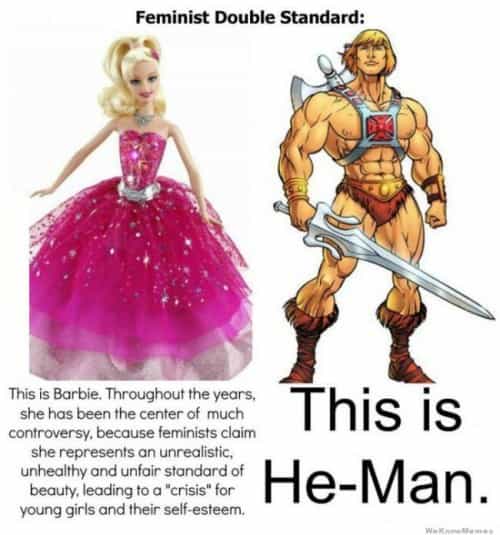 Feminist Double Standard:
This is Barbie. Throughout the years,
she has been the center of much
controversy, because feminists claim
she represents an unrealistic,
unhealthy and unfair standard of
beauty, leading to a "crisis" for
young girls and their self-esteem.
This is
He-Man.
WeKnowMemes